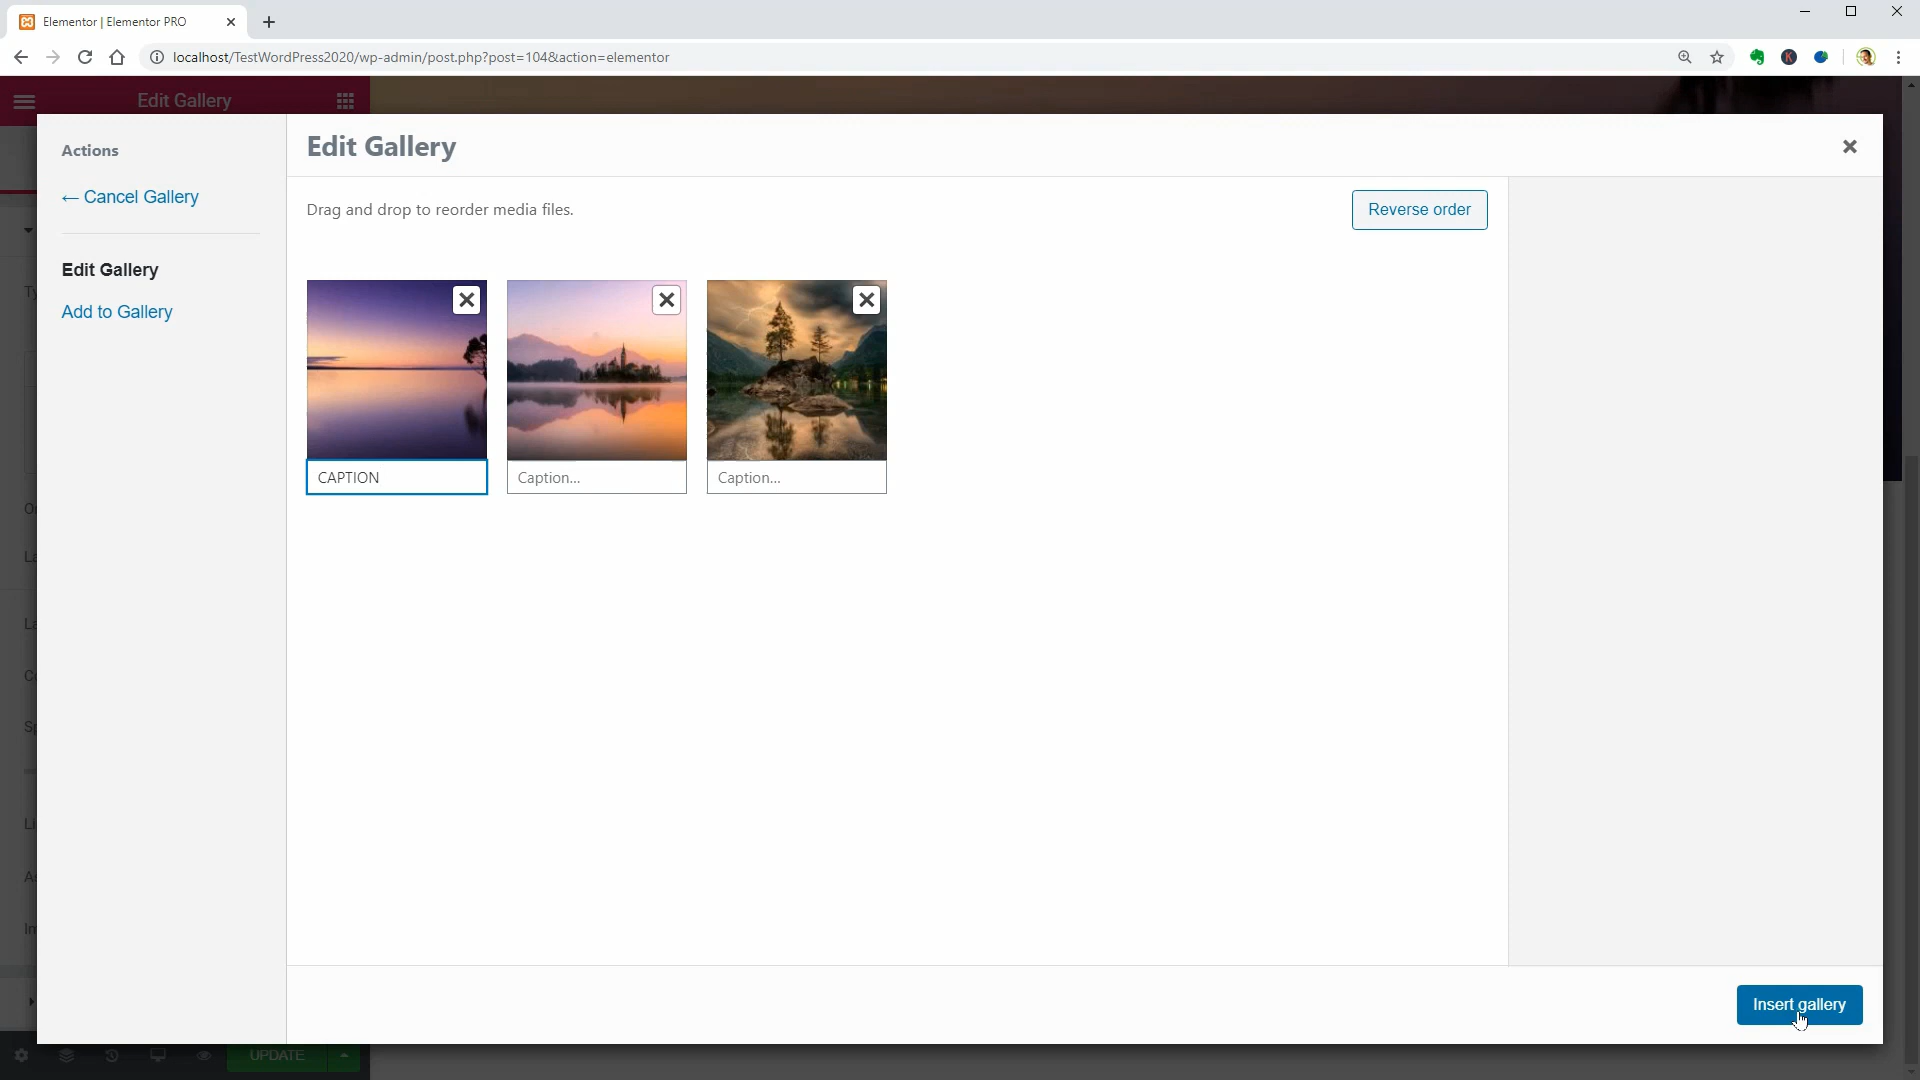 Elementor | Elementor PRO
localhost/TestWordPress2020/wp-admin/post.php?post=104&action=elementor
K
Edit Gallery
Actions
← Cancel Gallery
Edit Gallery
Add to Gallery
Edit Gallery
Drag and drop to reorder media files.
Reverse order
CAPTION
Caption...
Caption...
Insert gallery
UPDATE